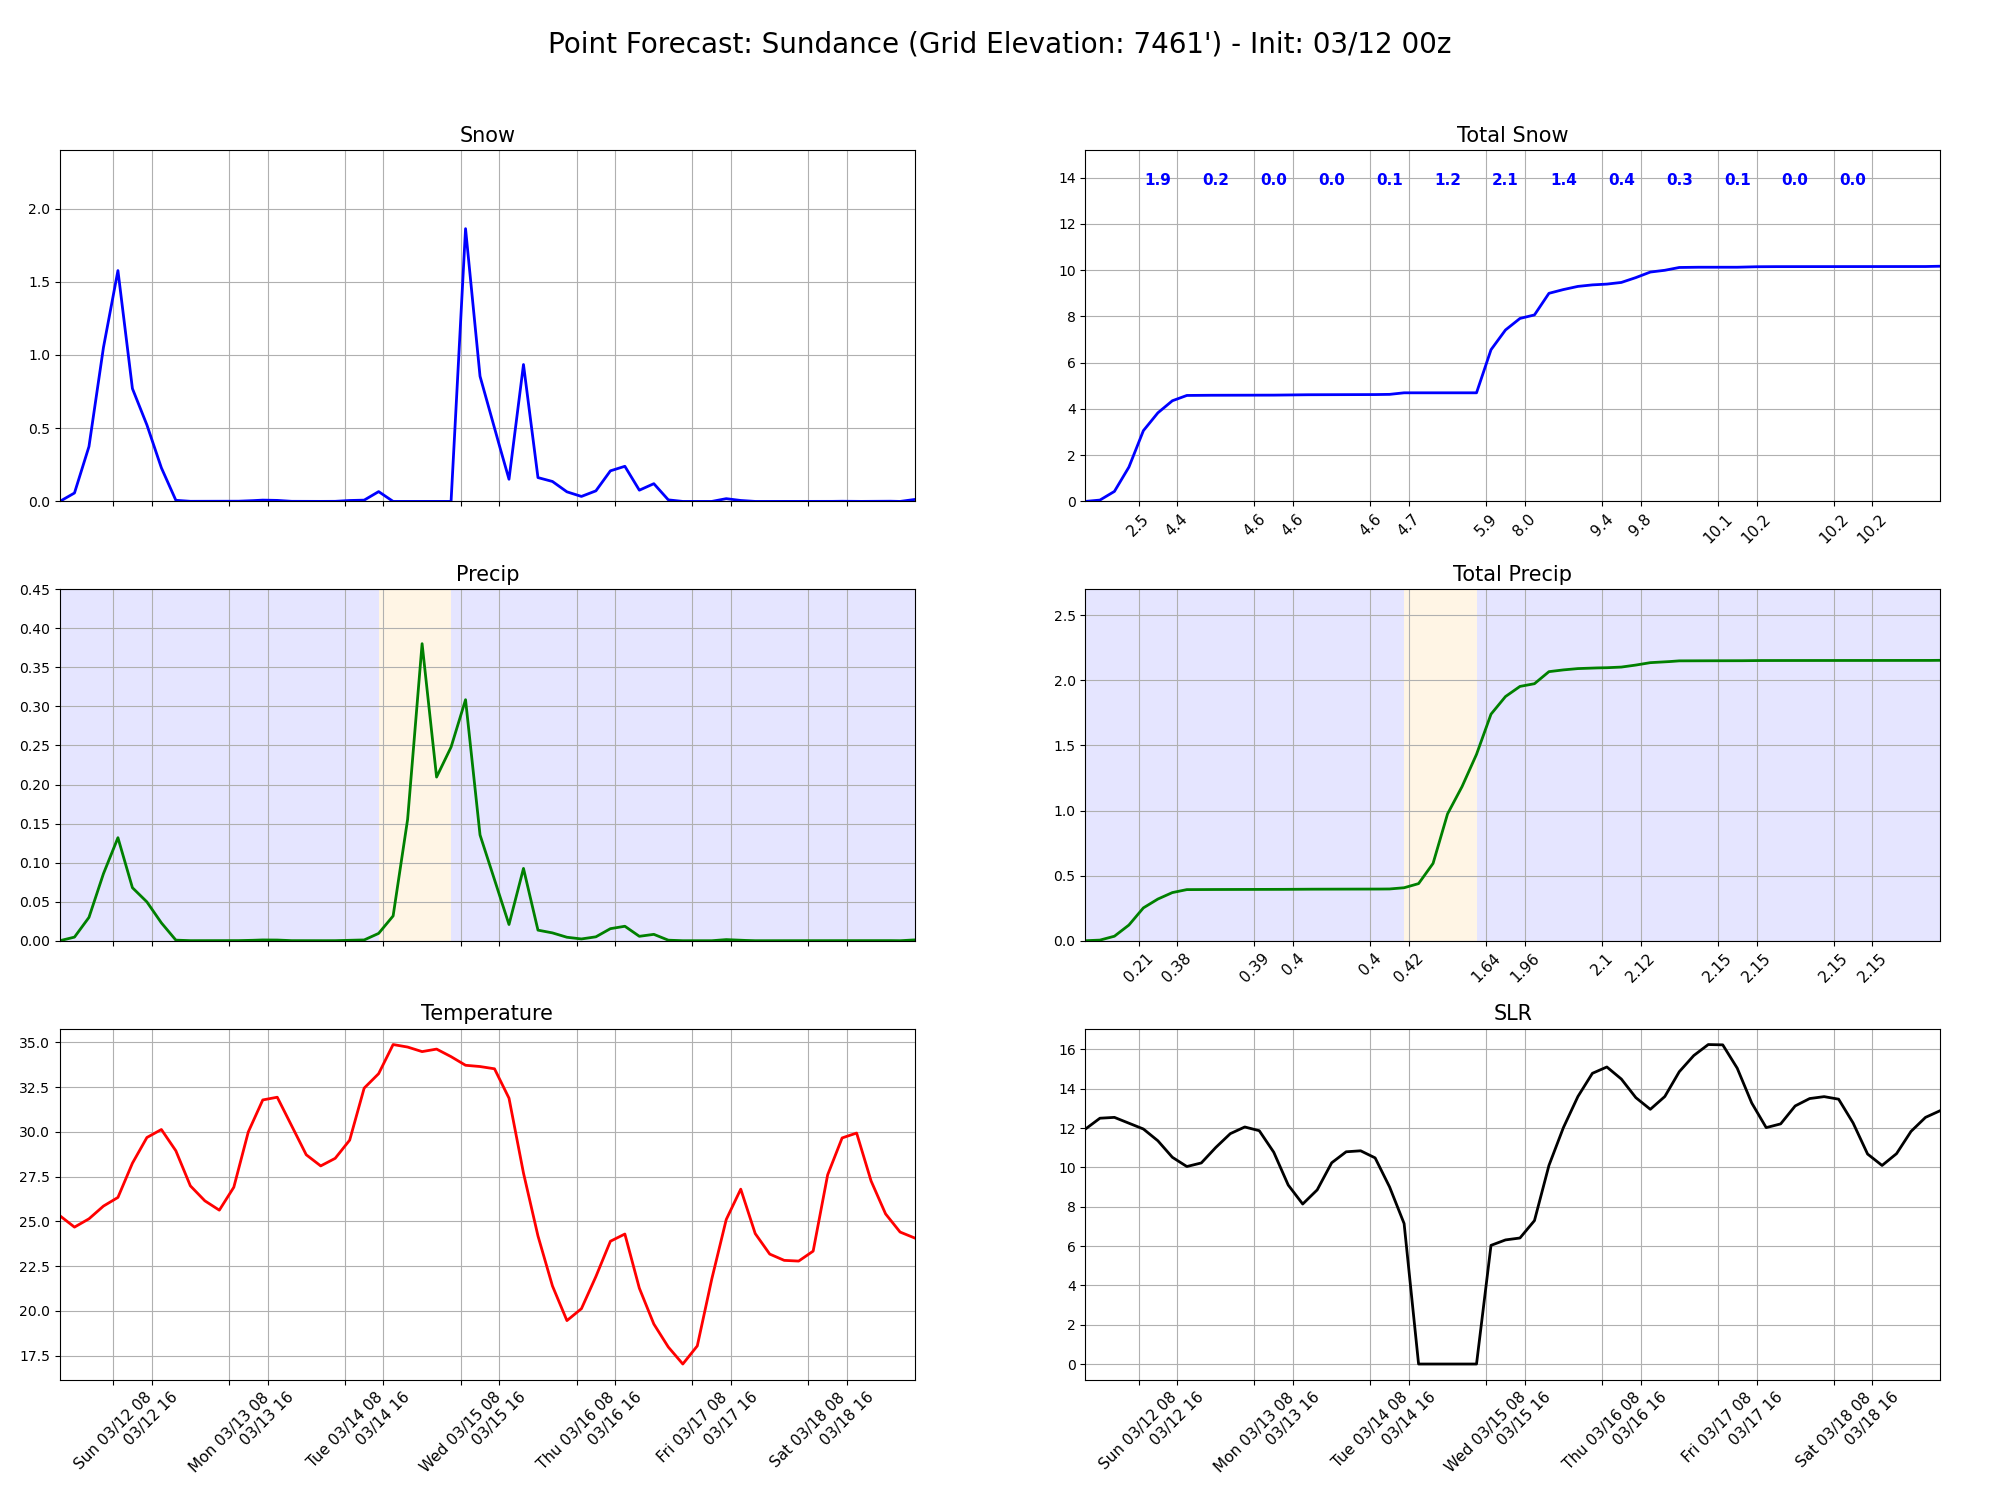 Point Forecast: Sundance (Grid Elevation: 7461') - Init: 03/12 00z
Snow
2.0
1.5
1.0
0.5
0.0
Total Snow
1.9 0.2 0.0 0.0 0.1 1.2 2.1 1.4 0.4 0.3 0.1 0.0 0.0
14
12
10
8
6
4
2
0
2.5 4.4 4.6 4.6 4.6 4.7 5.9 8.0 9.4 9.8 10.1 10.2 10.2 10.2
Precip
0.45
0.40
0.35
0.30
0.25
0.20
0.15
0.10
0.05
0.00
Total Precip
2.5
2.0
1.5
1.0
0.5
0.0
0.21 0.38 0.39 0.4 0.4 0.42 1.64 1.96 2.1 2.12 2.15 2.15 2.15 2.15
Temperature
35.0
32.5
30.0
27.5
25.0
22.5
20.0
17.5
Sun 03/12 08
03/12 16
Mon 03/13 08
03/13 16
Tue 03/14 08
03/14 16
Wed 03/15 08
03/15 16
Thu 03/16 08
03/16 16
Fri 03/17 08
03/17 16
Sat 03/18 08
03/18 16
SLR
16
14
12
10
8
6
4
2
0
Sun 03/12 08
03/12 16
Mon 03/13 08
03/13 16
Tue 03/14 08
03/14 16
Wed 03/15 08
03/15 16
Thu 03/16 08
03/16 16
Fri 03/17 08
03/17 16
Sat 03/18 08
03/18 16